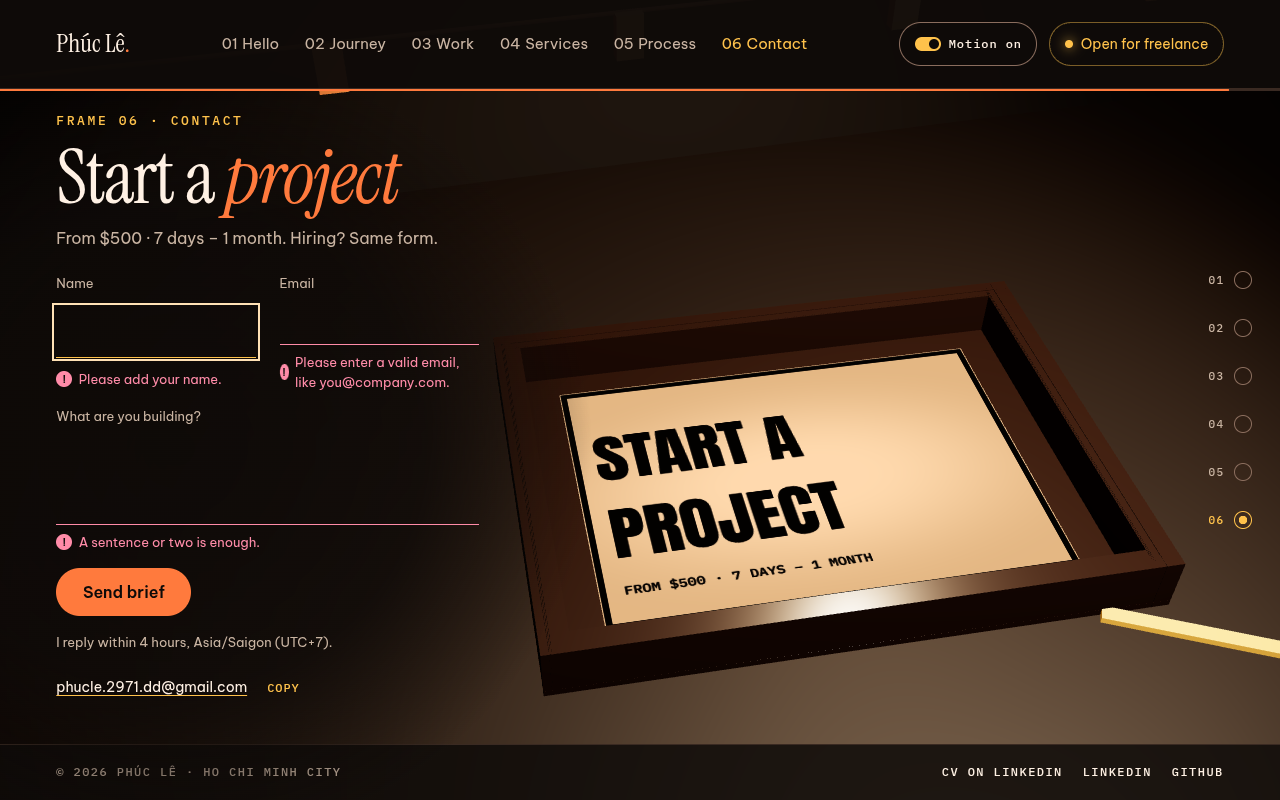 Phúc Lê.
01 Hello
02 Journey
03 Work
04 Services
05 Process
06 Contact
Motion on
Open for freelance
FRAME 06 · CONTACT
Start a project
From $500 · 7 days – 1 month. Hiring? Same form.
Name
Email
! Please add your name.
! Please enter a valid email,
like you@company.com.
What are you building?
! A sentence or two is enough.
Send brief
I reply within 4 hours, Asia/Saigon (UTC+7).
phucle.2971.dd@gmail.com
COPY
START A
PROJECT
FROM $500 · 7 DAYS – 1 MONTH
01
02
03
04
05
06
© 2026 PHÚC LÊ · HO CHI MINH CITY
CV ON LINKEDIN
LINKEDIN
GITHUB